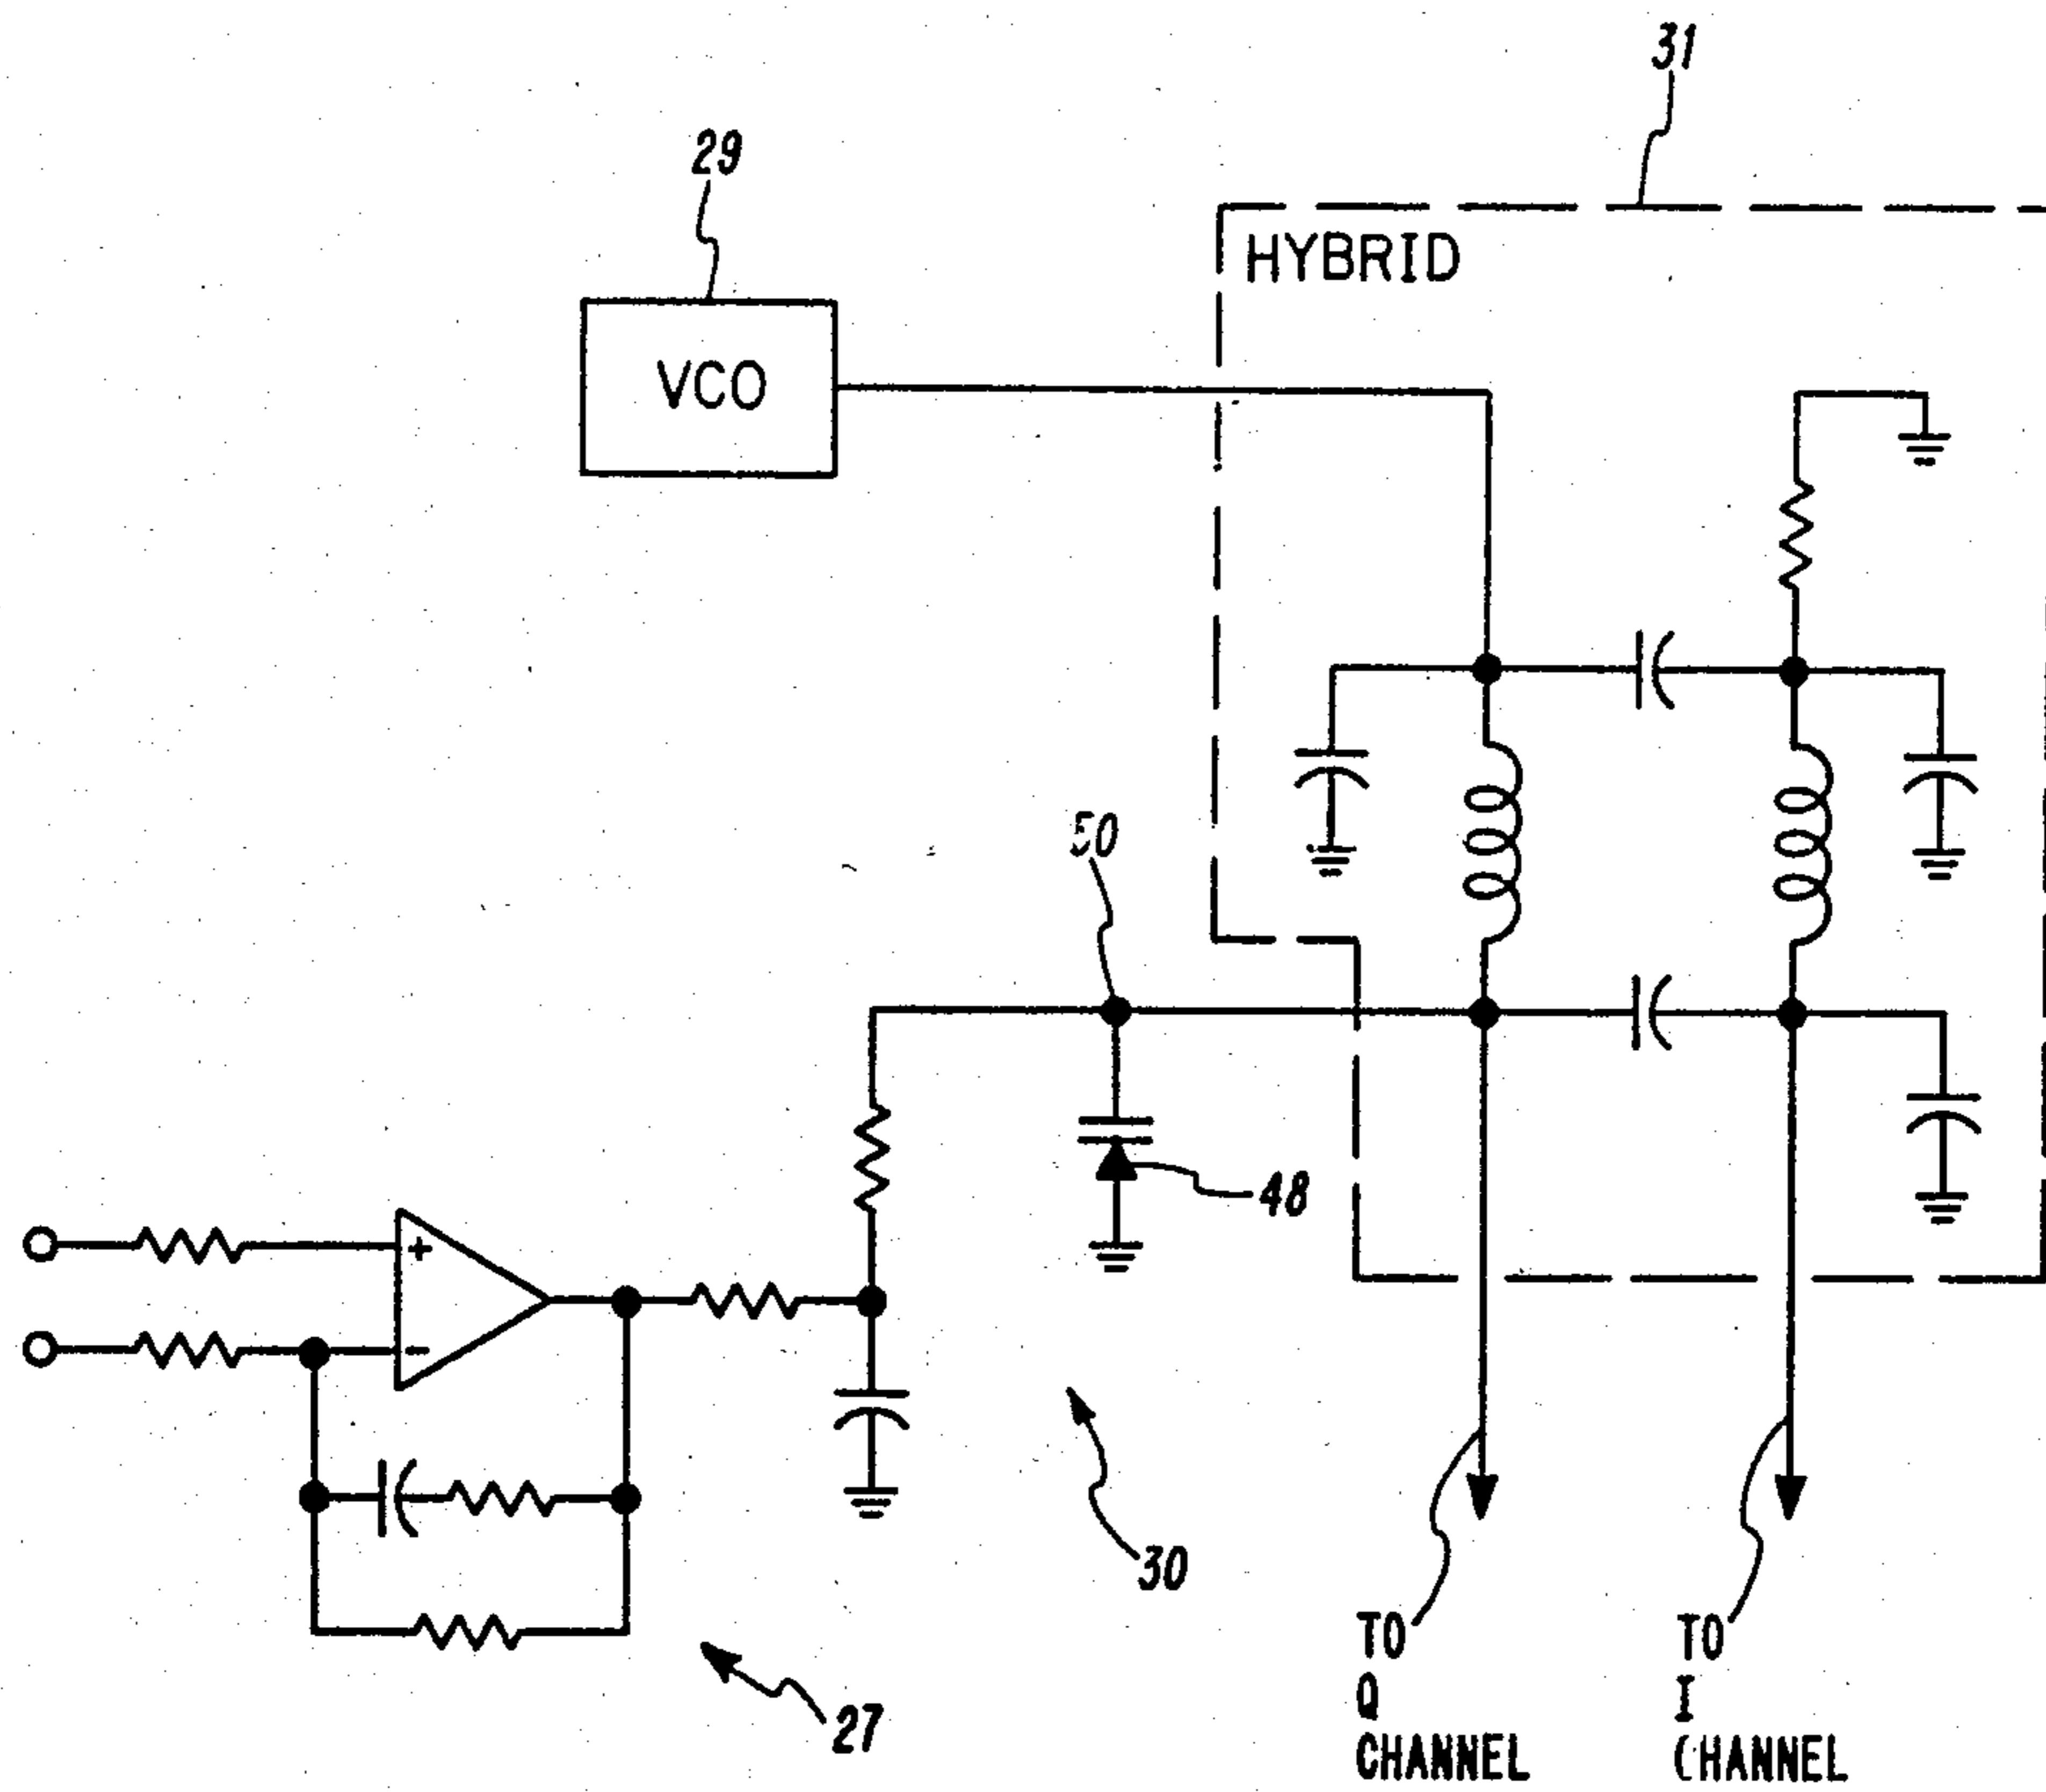 31
29
HYBRID
VCO
50
48
+
-
30
27
TO
Q
CHANNEL
TO
I
CHANNEL